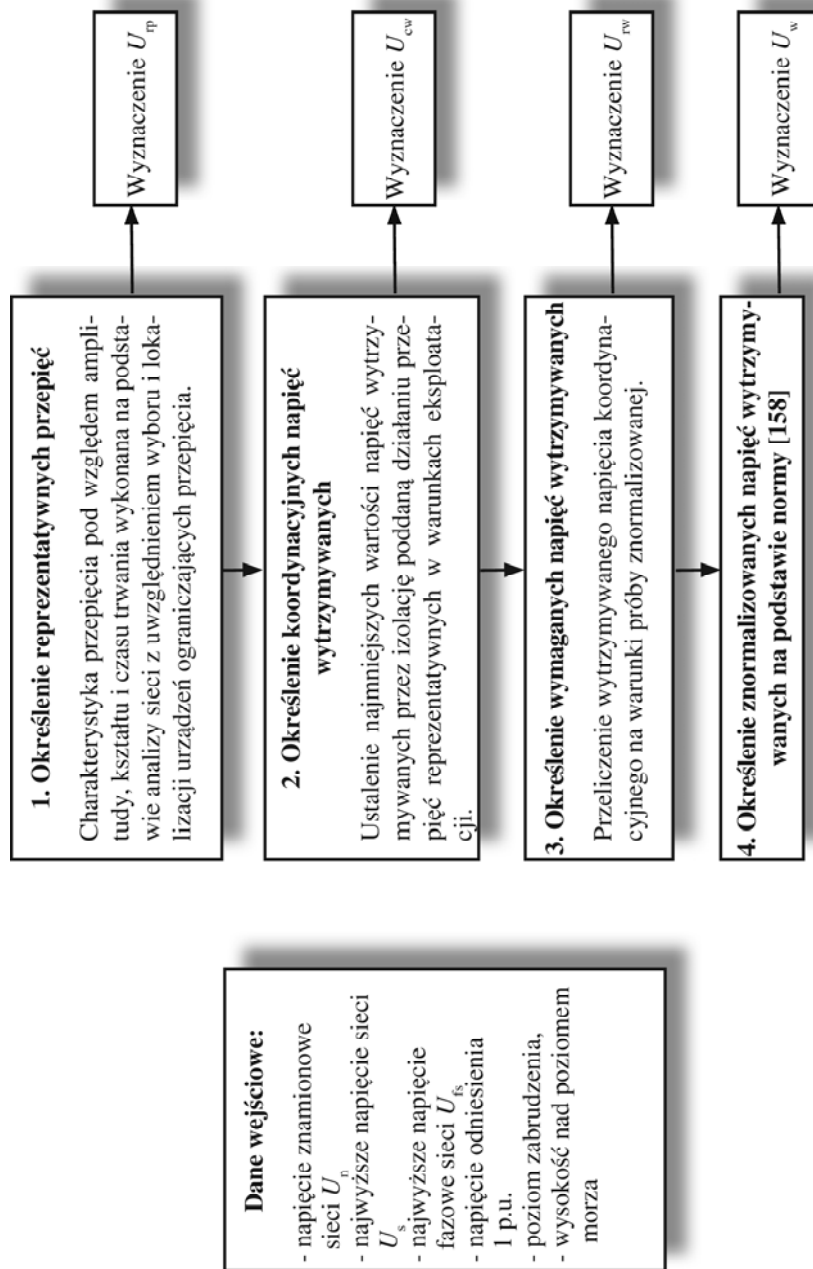 Dane wejściowe:
- napięcie znamionowe
sieci Un
- najwyższe napięcie sieci
Us
- najwyższe napięcie
fazowe sieci Ufs
- napięcie odniesienia
1 p.u.
- poziom zabrudzenia,
- wysokość nad poziomem
morza
1. Określenie reprezentatywnych przepięć
Charakterystyka przepięcia pod względem ampli-
tudy, kształtu i czasu trwania wykonana na podsta-
wie analizy sieci z uwzględnieniem wyboru i loka-
lizacji urządzeń ograniczających przepięcia.
Wyznaczenie Urp
2. Określenie koordynacyjnych napięć
wytrzymywanych
Ustalenie najmniejszych wartości napięć wytrzy-
mywanych przez izolację poddaną działaniu prze-
pięć reprezentatywnych w warunkach eksploata-
cji.
Wyznaczenie Ucw
3. Określenie wymaganych napięć wytrzymywanych
Przeliczenie wytrzymywanego napięcia koordyna-
cyjnego na warunki próby znormalizowanej.
Wyznaczenie Urw
4. Określenie znormalizowanych napięć wytrzymy-
wanych na podstawie normy [158]
Wyznaczenie Uw